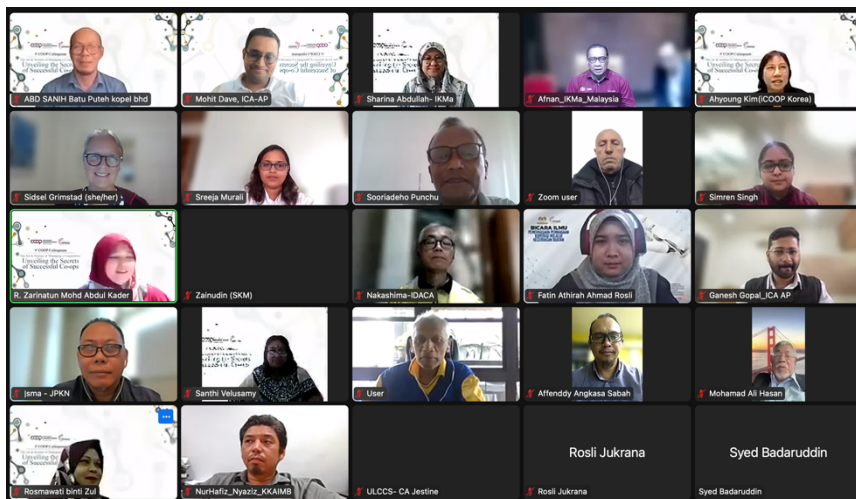 ABD SANIH Batu Puteh kopel bhd
Mohit Dave, ICA-AP
Sharina Abdullah- IKMa
Afnan_IKMa_Malaysia
Ahyoung Kim(iCOOP Korea)
Sidsel Grimstad (she/her)
Sreeja Murali
Sooriadeho Punchu
Zoom user
Simren Singh
Unveiling the Secrets
of Successful Co-ops
R. Zarinatun Mohd Abdul Kader
Zainudin (SKM)
Nakashima-IDACA
BICARA ILMU
Fatin Athirah Ahmad Rosli
Ganesh Gopal_ICA AP
Isma - JPKN
Santhi Velusamy
User
Affenddy Angkasa Sabah
Mohamad Ali Hasan
Rosmawati binti Zul
NurHafiz_Nyaziz_KKAIMB
ULCCS- CA Jestine
Rosli Jukrana
Rosli Jukrana
Syed Badaruddin
Syed Badaruddin